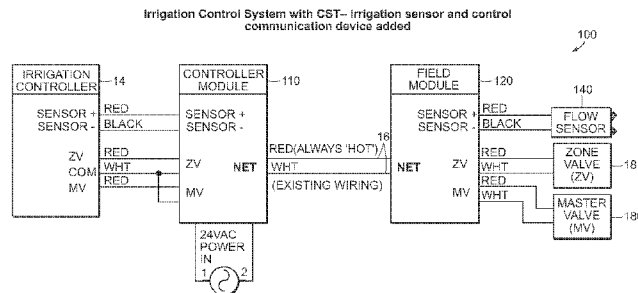 Irrigation Control System with CST-- irrigation sensor and control
communication device added
100
IRRIGATION
CONTROLLER
14
CONTROLLER
MODULE
110
FIELD
MODULE
120
140
SENSOR +
SENSOR -
RED
BLACK
SENSOR +
SENSOR -
SENSOR +
SENSOR -
RED
BLACK
FLOW
SENSOR
RED(ALWAYS 'HOT')
16
ZV
COM
MV
RED
WHT
RED
ZV
MV
NET
WHT
(EXISTING WIRING)
NET
ZV
MV
RED
WHT
RED
WHT
ZONE
VALVE
(ZV)
18
MASTER
VALVE
(MV)
180
24VAC
POWER
IN
1
2